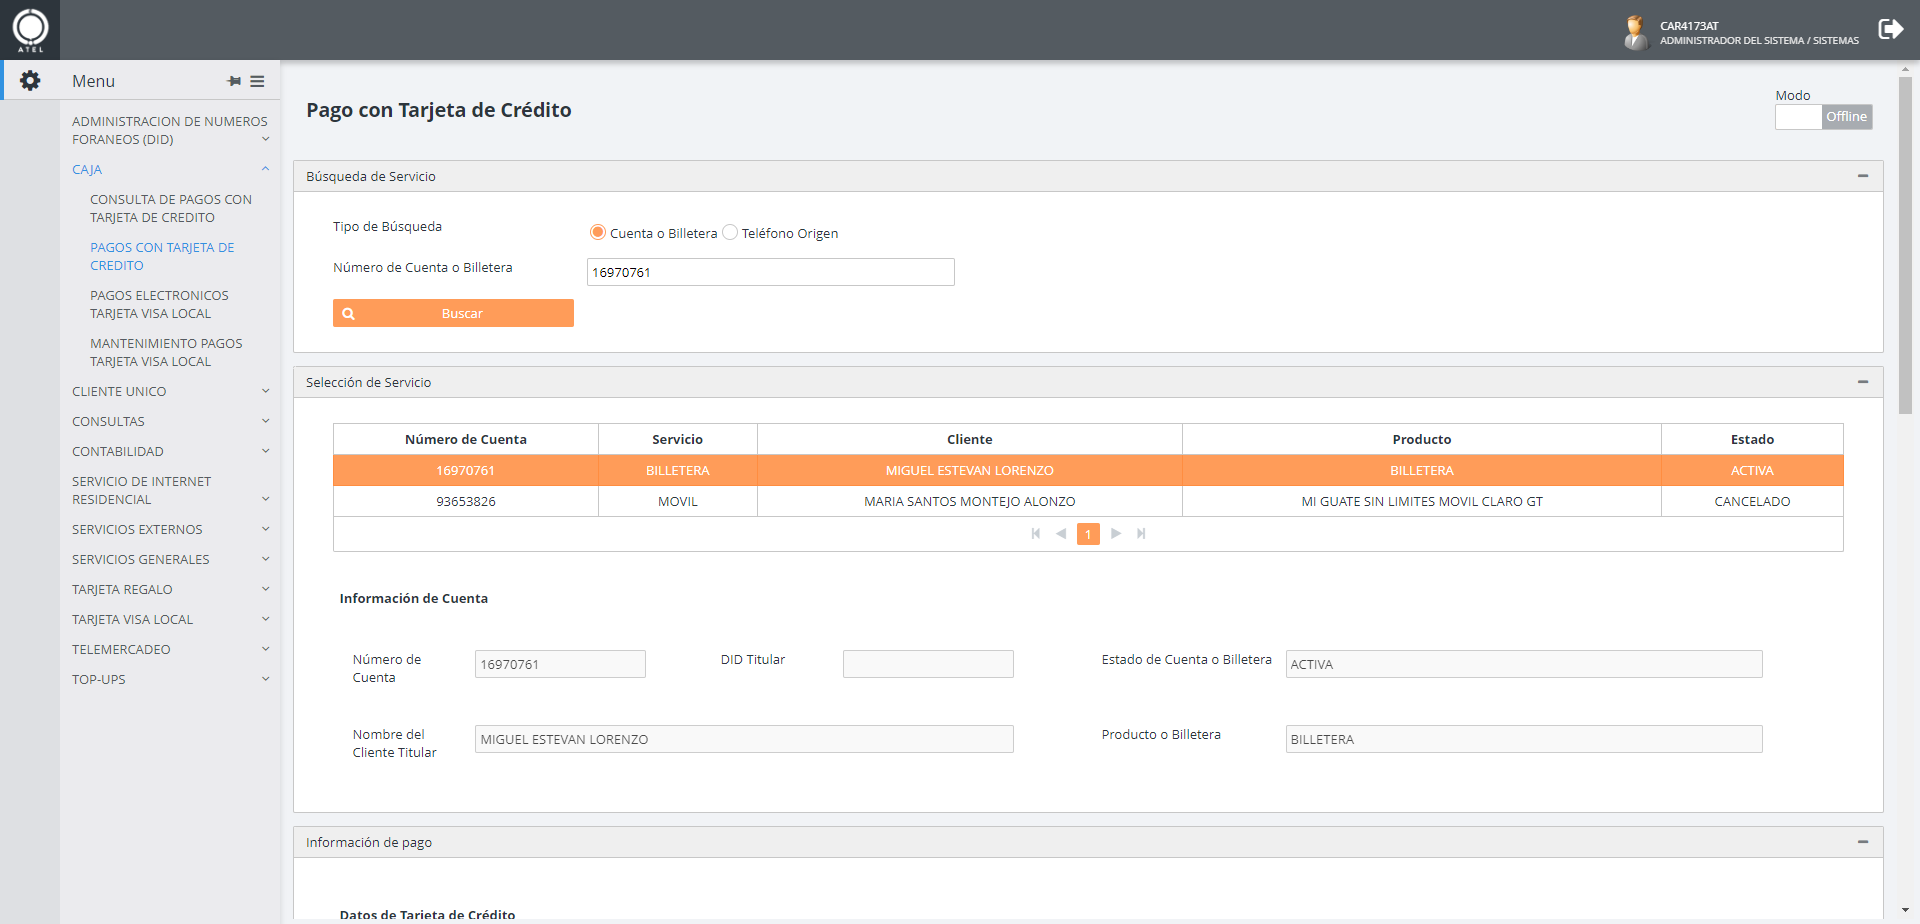 ATEL
CAR4173AT
ADMINISTRADOR DEL SISTEMA / SISTEMAS
Menu
ADMINISTRACION DE NUMEROS
FORANEOS (DID)
CAJA
CONSULTA DE PAGOS CON
TARJETA DE CREDITO
PAGOS CON TARJETA DE
CREDITO
PAGOS ELECTRONICOS
TARJETA VISA LOCAL
MANTENIMIENTO PAGOS
TARJETA VISA LOCAL
CLIENTE UNICO
CONSULTAS
CONTABILIDAD
SERVICIO DE INTERNET
RESIDENCIAL
SERVICIOS EXTERNOS
SERVICIOS GENERALES
TARJETA REGALO
TARJETA VISA LOCAL
TELEMERCADEO
TOP-UPS
Pago con Tarjeta de Crédito
Modo
Offline
Búsqueda de Servicio
Tipo de Búsqueda
Cuenta o Billetera Teléfono Origen
Número de Cuenta o Billetera
16970761
Buscar
Selección de Servicio
Número de Cuenta Servicio Cliente Producto Estado
16970761 BILLETERA MIGUEL ESTEVAN LORENZO BILLETERA ACTIVA
93653826 MOVIL MARIA SANTOS MONTEJO ALONZO MI GUATE SIN LIMITES MOVIL CLARO GT CANCELADO
1
Información de Cuenta
Número de
Cuenta
16970761
DID Titular
Estado de Cuenta o Billetera
ACTIVA
Nombre del
Cliente Titular
MIGUEL ESTEVAN LORENZO
Producto o Billetera
BILLETERA
Información de pago
Datos de Tarjeta de Crédito